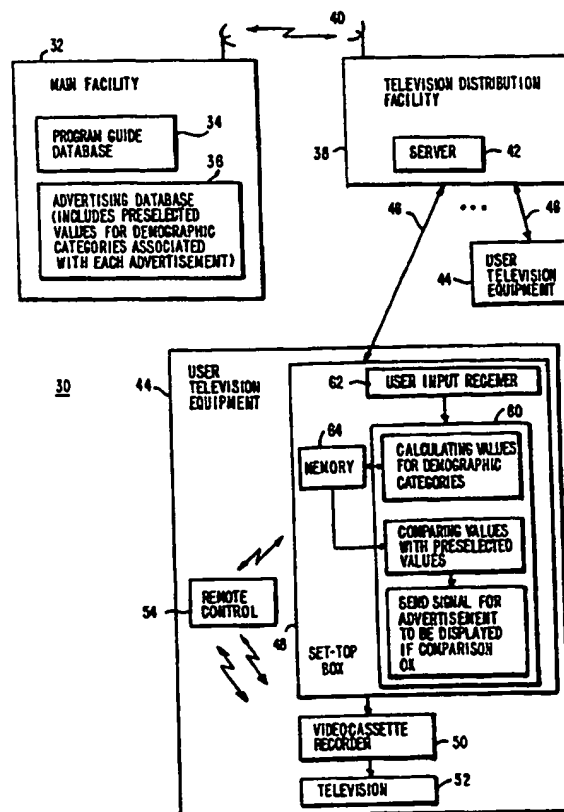 40
32
MAIN FACILITY
PROGRAM GUIDE
DATABASE
34
36
ADVERTISING DATABASE
(INCLUDES PRESELECTED
VALUES FOR DEMOGRAPHIC
CATEGORIES ASSOCIATED
WITH EACH ADVERTISEMENT)
TELEVISION DISTRIBUTION
FACILITY
SERVER
42
38
46
...
46
44
USER
TELEVISION
EQUIPMENT
30
44
USER
TELEVISION
EQUIPMENT
62
USER INPUT RECEIVER
60
64
MEMORY
CALCULATING VALUES
FOR DEMOGRAPHIC
CATEGORIES
COMPARING VALUES
WITH PRESELECTED
VALUES
SEND SIGNAL FOR
ADVERTISEMENT
TO BE DISPLAYED
IF COMPARISON
OK
REMOTE
CONTROL
54
48
SET-TOP
BOX
VIDEOCASSETTE
RECORDER
50
TELEVISION
52